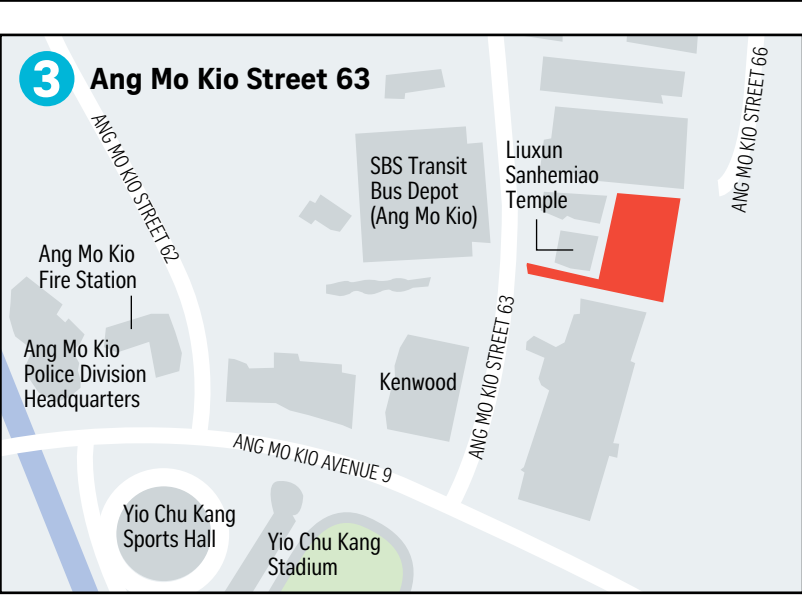 3 Ang Mo Kio Street 63
ANG MO KIO STREET 66
ANG MO KIO STREET 62
SBS Transit
Bus Depot
(Ang Mo Kio)
Liuxun
Sanhemiao
Temple
Ang Mo Kio
Fire Station
Ang Mo Kio
Police Division
Headquarters
Kenwood
ANG MO KIO STREET 63
ANG MO KIO AVENUE 9
Yio Chu Kang
Sports Hall
Yio Chu Kang
Stadium